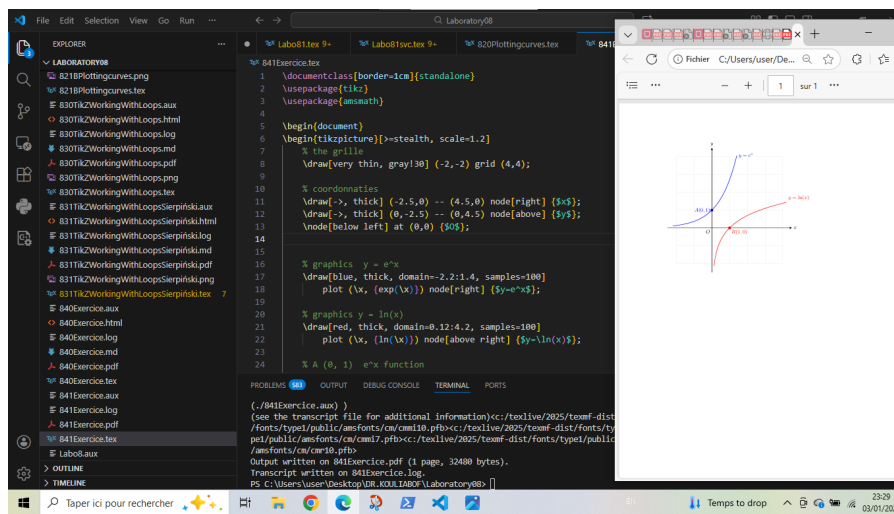 File Edit Selection View Go Run ···
Laboratory08
EXPLORER ···
LABORATORY08
821BPlottingcurves.png
821BPlottingcurves.tex
830TikZWorkingWithLoops.aux
830TikZWorkingWithLoops.html
830TikZWorkingWithLoops.log
830TikZWorkingWithLoops.md
830TikZWorkingWithLoops.pdf
830TikZWorkingWithLoops.png
830TikZWorkingWithLoops.tex
831TikZWorkingWithLoopsSierpiński.aux
831TikZWorkingWithLoopsSierpiński.html
831TikZWorkingWithLoopsSierpiński.log
831TikZWorkingWithLoopsSierpiński.md
831TikZWorkingWithLoopsSierpiński.pdf
831TikZWorkingWithLoopsSierpiński.png
831TikZWorkingWithLoopsSierpiński.tex 7
840Exercice.aux
840Exercice.html
840Exercice.log
840Exercice.md
840Exercice.pdf
840Exercice.tex
841Exercice.aux
841Exercice.log
841Exercice.pdf
841Exercice.tex
Labo8.aux
OUTLINE
TIMELINE
Labo81.tex 9+ Labo81svc.tex 9+ 820Plottingcurves.tex
841Exercice.tex
1 \documentclass[border=1cm]{standalone}
2 \usepackage{tikz}
3 \usepackage{amsmath}
4
5 \begin{document}
6 \begin{tikzpicture}[>=stealth, scale=1.2]
7 % the grille
8 \draw[very thin, gray!30] (-2,-2) grid (4,4);
9
10 % coordonnaties
11 \draw[->, thick] (-2.5,0) -- (4.5,0) node[right] {$x$};
12 \draw[->, thick] (0,-2.5) -- (0,4.5) node[above] {$y$};
13 \node[below left] at (0,0) {$O$};
14
15
16 % graphics y = e^x
17 \draw[blue, thick, domain=-2.2:1.4, samples=100]
18 plot (\x, {exp(\x)}) node[right] {$y=e^x$};
19
20 % graphics y = ln(x)
21 \draw[red, thick, domain=0.12:4.2, samples=100]
22 plot (\x, {ln(\x)}) node[above right] {$y=\ln(x)$};
23
24 % A (0, 1) e^x function
PROBLEMS 583 OUTPUT DEBUG CONSOLE TERMINAL PORTS
(./841Exercice.aux) )
(see the transcript file for additional information)<c:/texlive/2025/texmf-dist
/fonts/type1/public/amsfonts/cm/cmmi10.pfb><c:/texlive/2025/texmf-dist/fonts/ty
pe1/public/amsfonts/cm/cmmi7.pfb><c:/texlive/2025/texmf-dist/fonts/type1/public
/amsfonts/cm/cmr10.pfb>
Output written on 841Exercice.pdf (1 page, 32480 bytes).
Transcript written on 841Exercice.log.
PS C:\Users\user\Desktop\DR.KOULIABOF\Laboratory08>
Fichier C:/Users/user/De...
1 sur 1 ···
y
y = eˣ
A(0, 1)
y = ln(x)
O
B(1, 0)
x
Taper ici pour rechercher
EN
Temps to drop
23:29